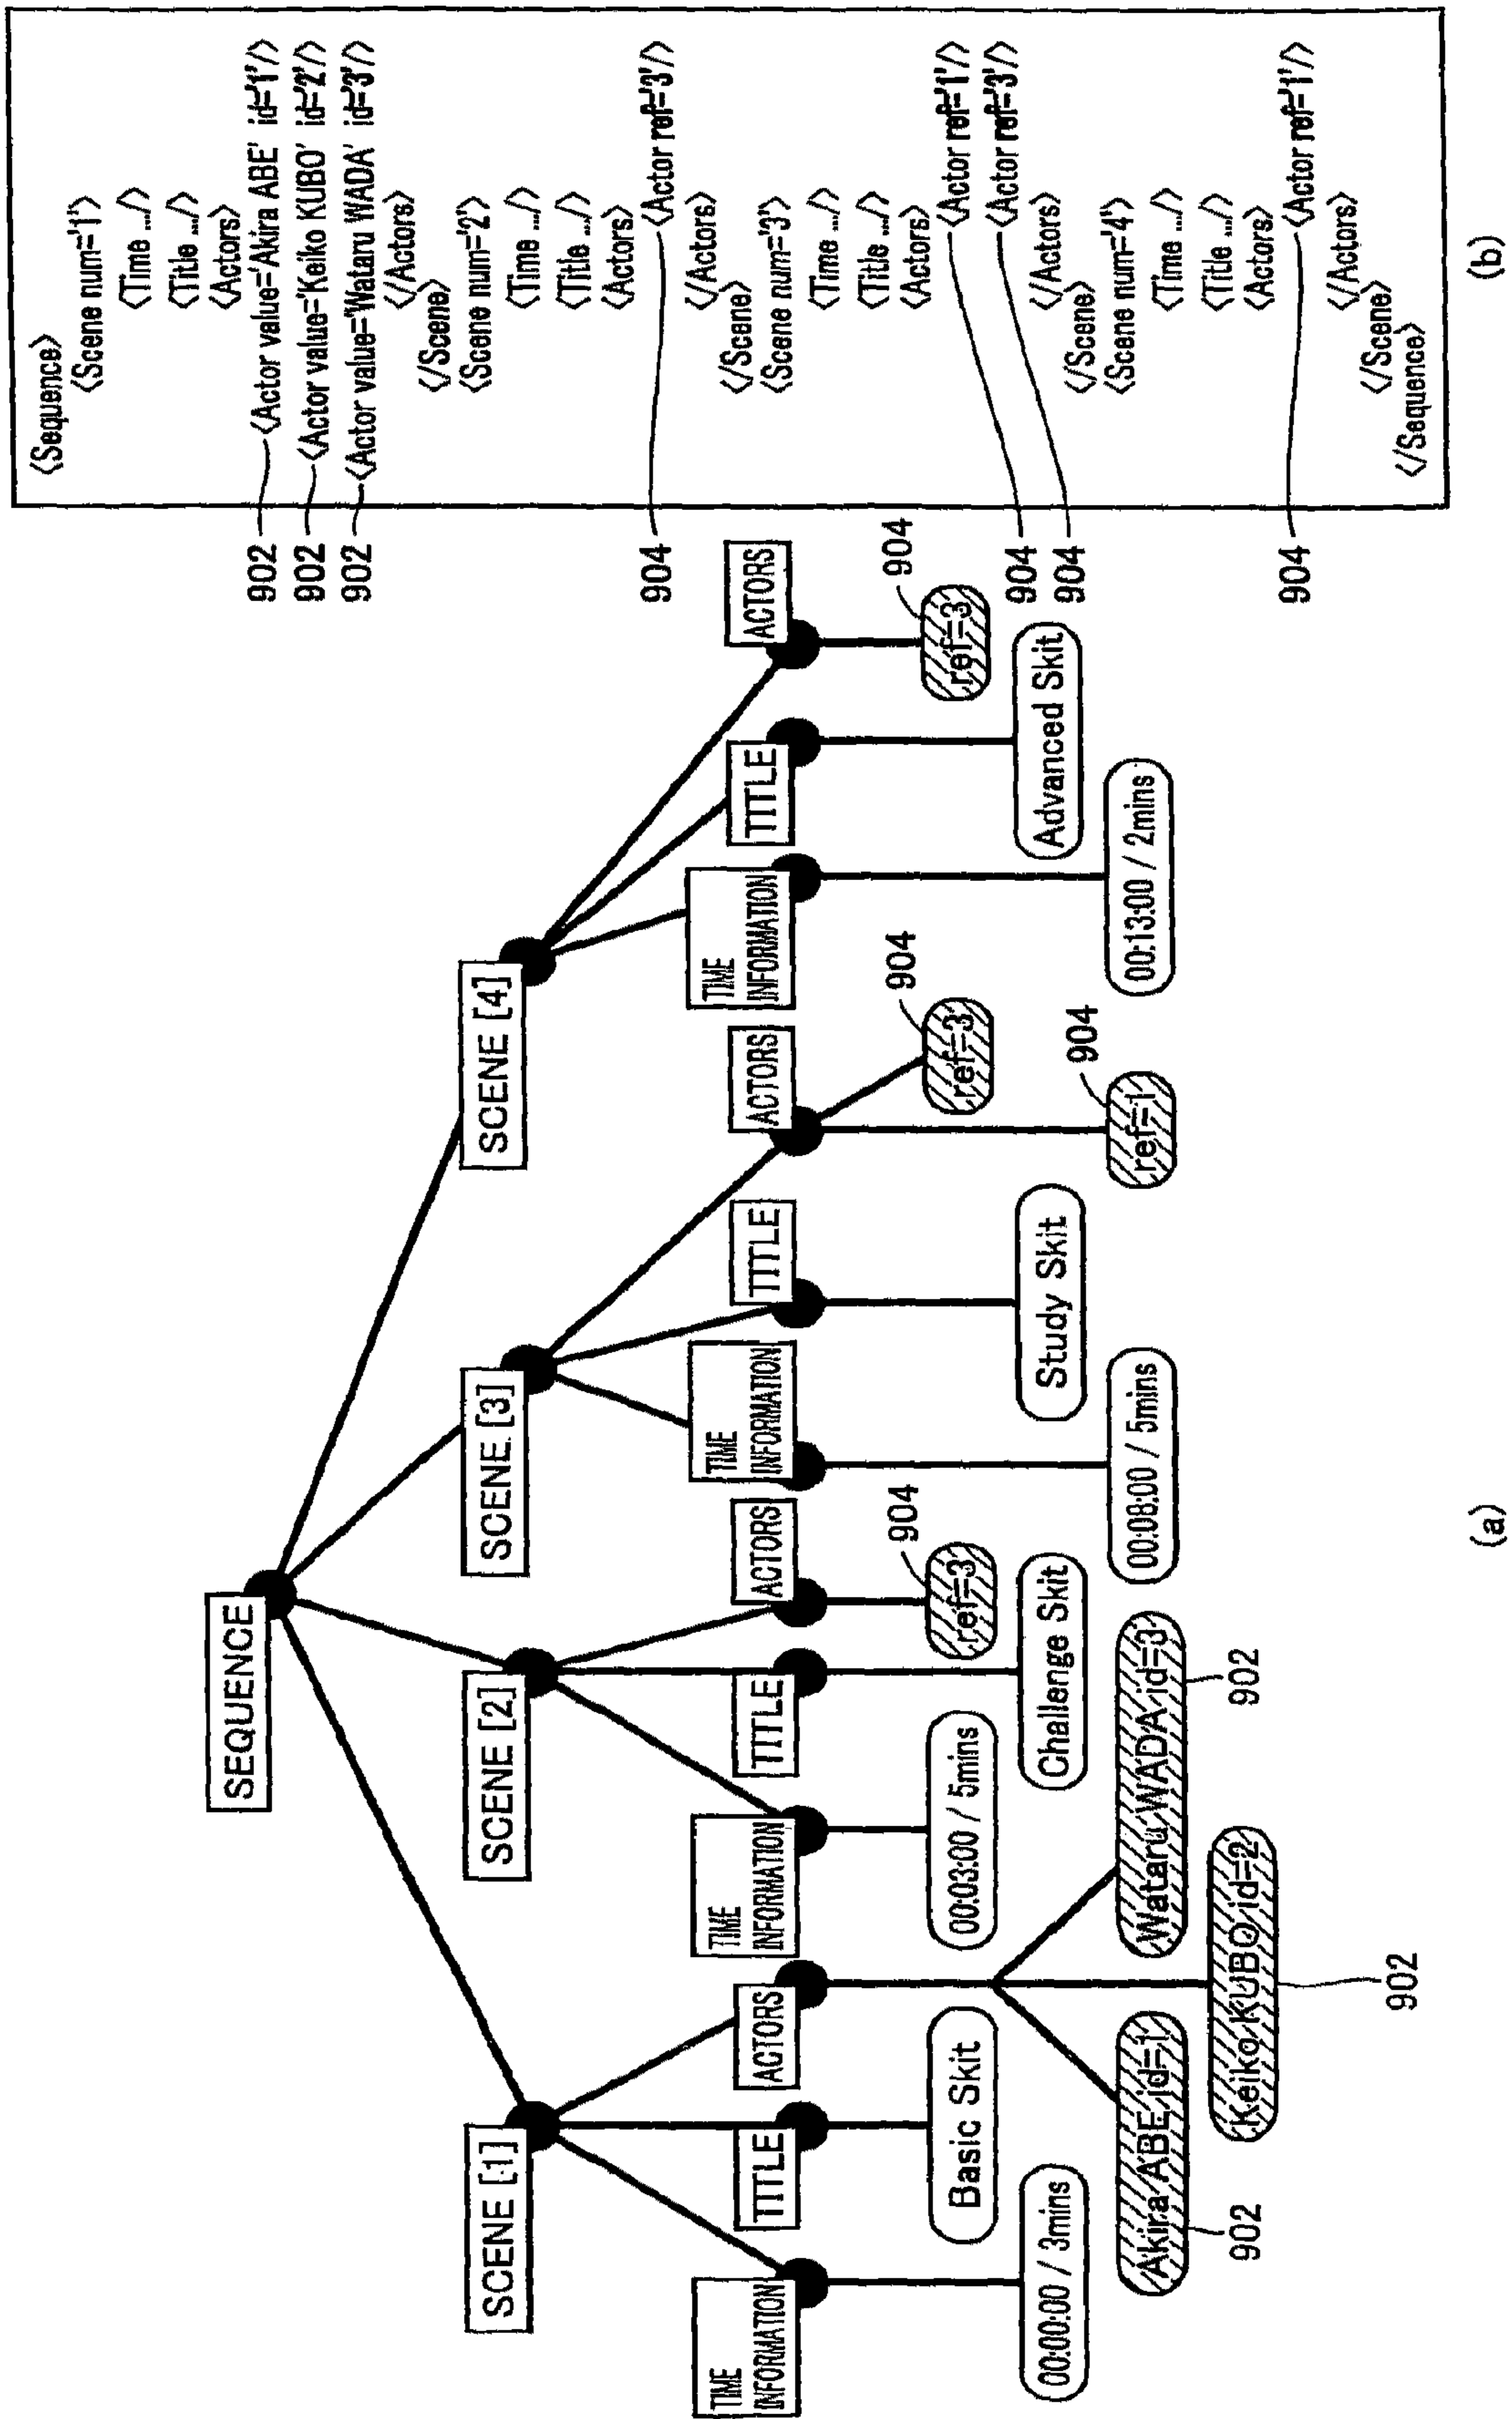 SEQUENCE
SCENE [1]
SCENE [2]
SCENE [3]
SCENE [4]
TIME
INFORMATION
TITLE
ACTORS
TIME
INFORMATION
TITLE
ACTORS
TIME
INFORMATION
TITLE
ACTORS
TIME
INFORMATION
TITLE
ACTORS
00:00:00 / 3mins
Basic Skit
Akira ABE id=1
902
Keiko KUBO id=2
902
Wataru WADA id=3
902
00:03:00 / 5mins
Challenge Skit
ref=3
904
00:08:00 / 5mins
Study Skit
ref=1
904
ref=3
904
00:13:00 / 2mins
Advanced Skit
ref=3
904
(a)
<Sequence>
<Scene num='1'>
<Time .../>
<Title .../>
<Actors>
902 <Actor value='Akira ABE' id='1'/>
902 <Actor value='Keiko KUBO' id='2'/>
902 <Actor value='Wataru WADA' id='3'/>
</Actors>
</Scene>
<Scene num='2'>
<Time .../>
<Title .../>
<Actors>
904 <Actor ref='3'/>
</Actors>
</Scene>
<Scene num='3'>
<Time .../>
<Title .../>
<Actors>
904 <Actor ref='1'/>
904 <Actor ref='3'/>
</Actors>
</Scene>
<Scene num='4'>
<Time .../>
<Title .../>
<Actors>
904 <Actor ref='1'/>
</Actors>
</Scene>
</Sequence>
(b)